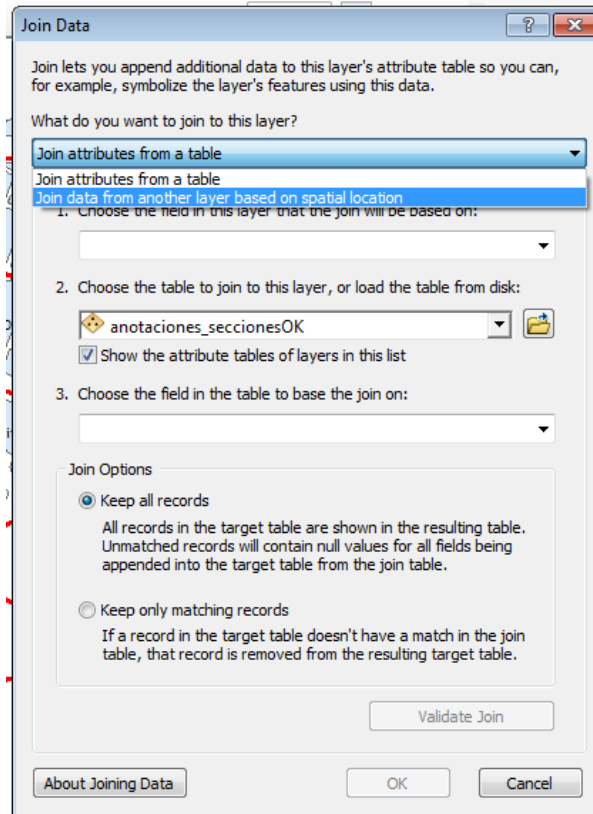 Join Data
Join lets you append additional data to this layer's attribute table so you can,
for example, symbolize the layer's features using this data.
What do you want to join to this layer?
Join attributes from a table
Join attributes from a table
Join data from another layer based on spatial location
1. Choose the field in this layer that the join will be based on:
2. Choose the table to join to this layer, or load the table from disk:
anotaciones_seccionesOK
Show the attribute tables of layers in this list
3. Choose the field in the table to base the join on:
Join Options
Keep all records
All records in the target table are shown in the resulting table.
Unmatched records will contain null values for all fields being
appended into the target table from the join table.
Keep only matching records
If a record in the target table doesn't have a match in the join
table, that record is removed from the resulting target table.
Validate Join
About Joining Data
OK
Cancel